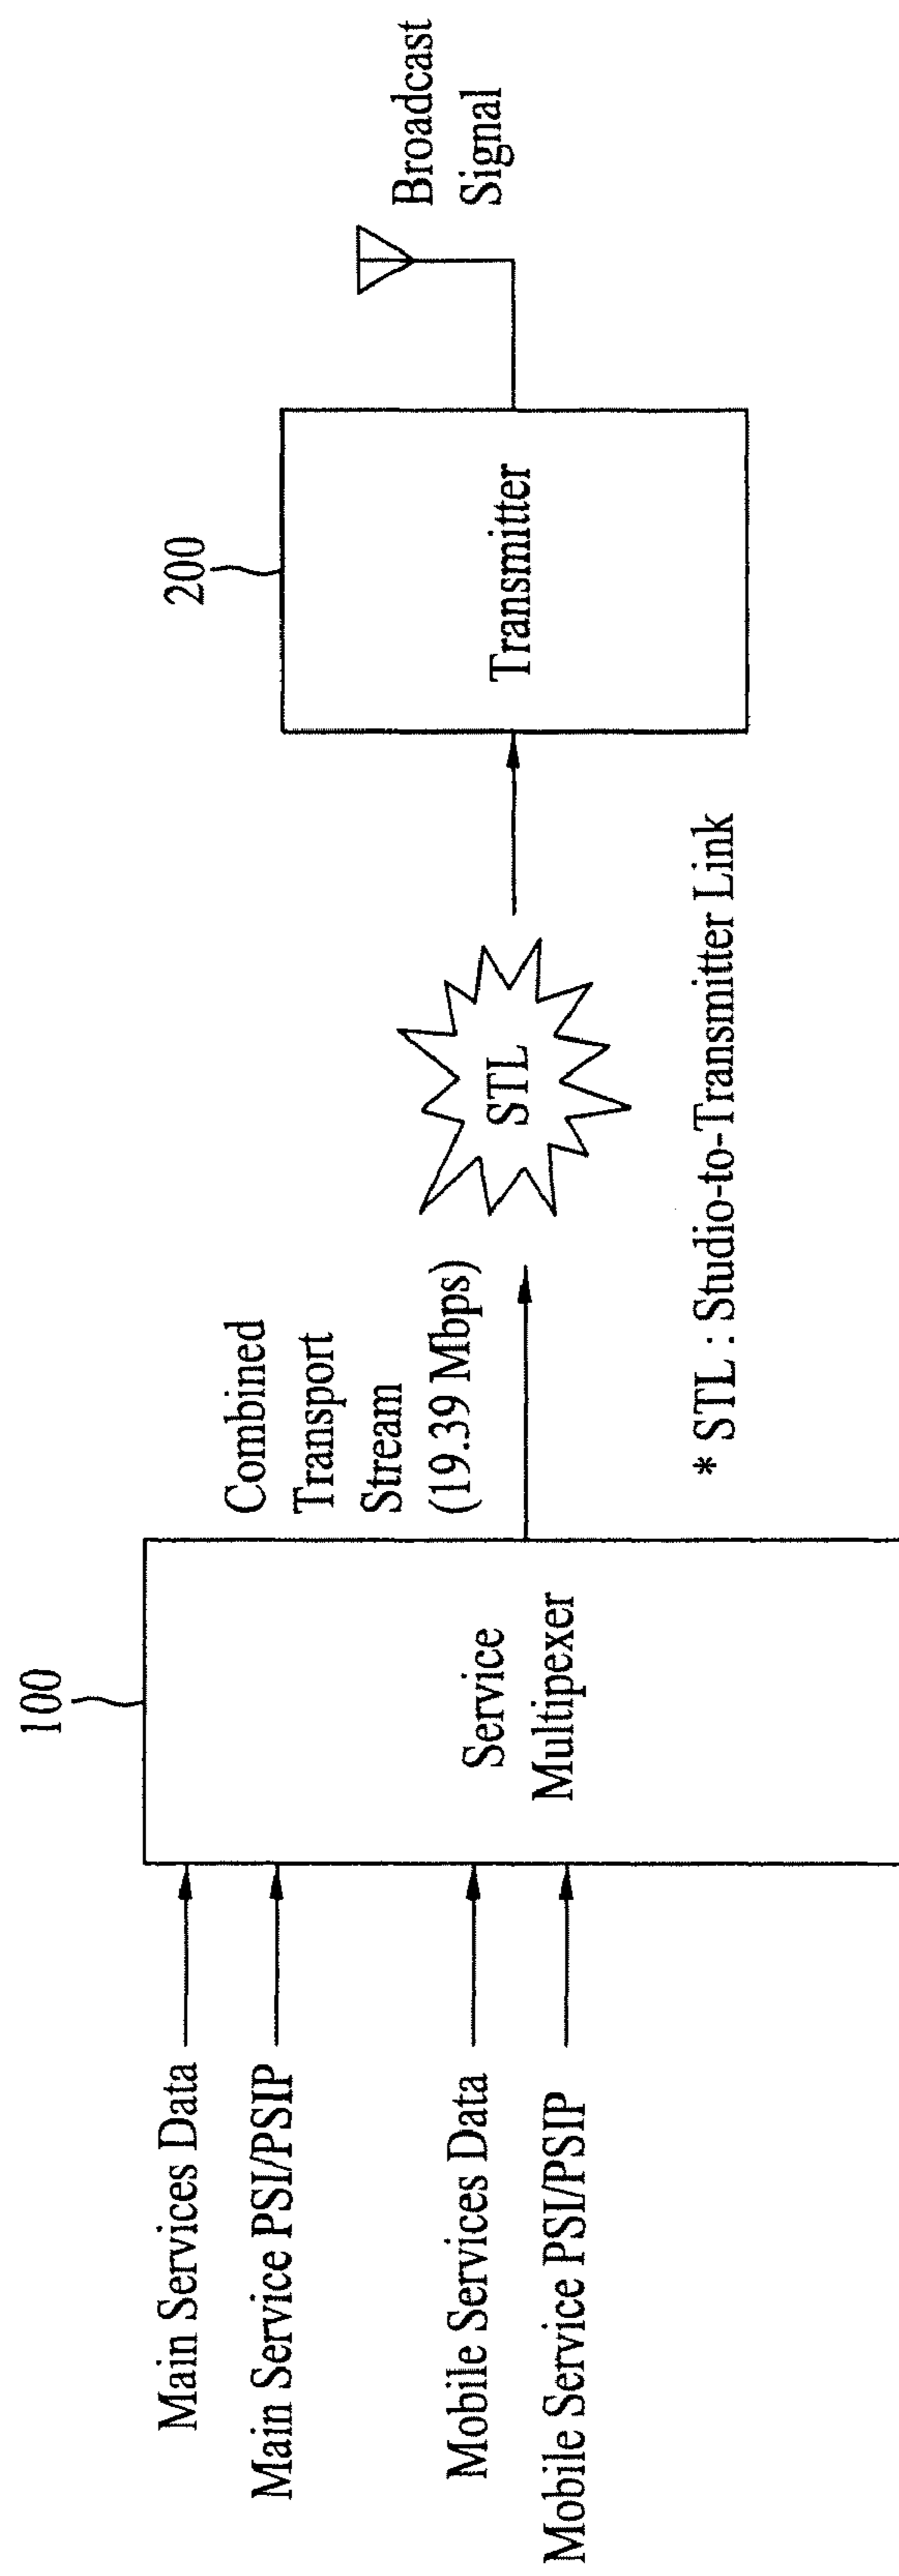 Main Services Data
Main Service PSI/PSIP
Mobile Services Data
Mobile Service PSI/PSIP
100
Service
Multipexer
Combined
Transport
Stream
(19.39 Mbps)
STL
* STL : Studio-to-Transmitter Link
200
Transmitter
Broadcast
Signal